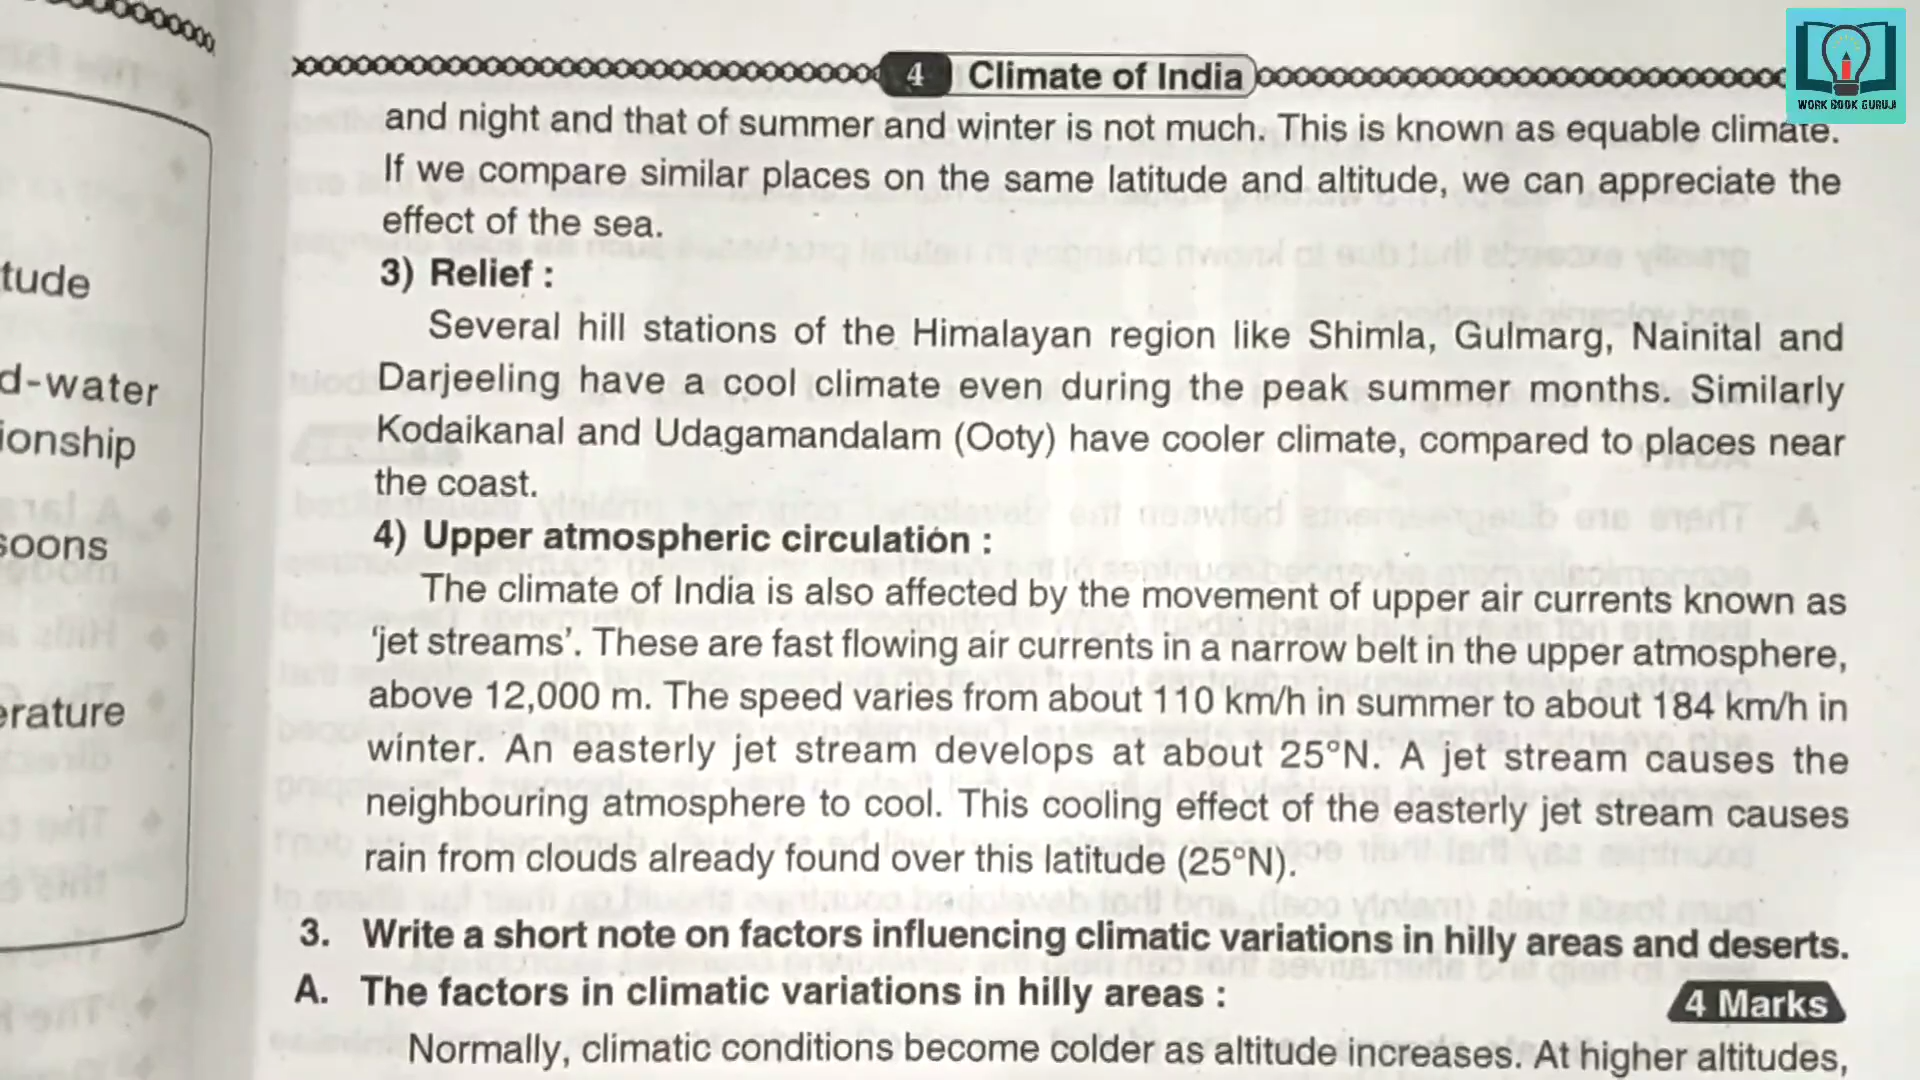 4 Climate of India
WORK BOOK GURUJI
and night and that of summer and winter is not much. This is known as equable climate.
If we compare similar places on the same latitude and altitude, we can appreciate the
effect of the sea.
3) Relief :
Several hill stations of the Himalayan region like Shimla, Gulmarg, Nainital and
Darjeeling have a cool climate even during the peak summer months. Similarly
Kodaikanal and Udagamandalam (Ooty) have cooler climate, compared to places near
the coast.
4) Upper atmospheric circulation :
The climate of India is also affected by the movement of upper air currents known as
‘jet streams’. These are fast flowing air currents in a narrow belt in the upper atmosphere,
above 12,000 m. The speed varies from about 110 km/h in summer to about 184 km/h in
winter. An easterly jet stream develops at about 25°N. A jet stream causes the
neighbouring atmosphere to cool. This cooling effect of the easterly jet stream causes
rain from clouds already found over this latitude (25°N).
3. Write a short note on factors influencing climatic variations in hilly areas and deserts.
A. The factors in climatic variations in hilly areas :
4 Marks
Normally, climatic conditions become colder as altitude increases. At higher altitudes,
tude
d-water
ionship
soons
erature